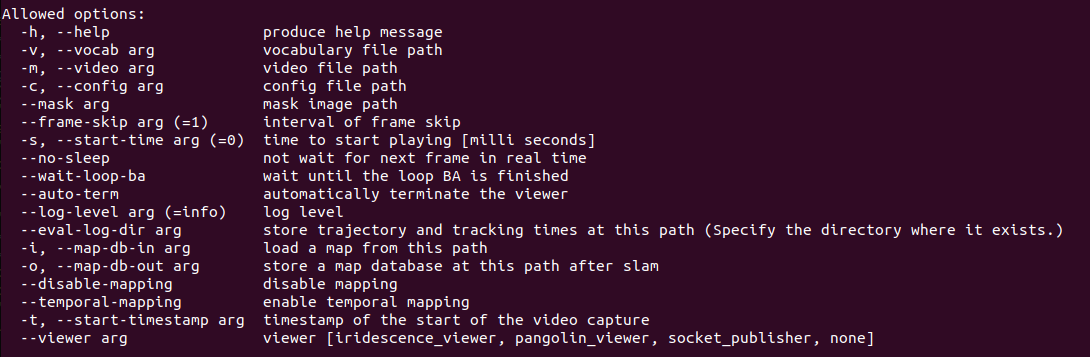 Allowed options:
  -h, --help                 produce help message
  -v, --vocab arg            vocabulary file path
  -m, --video arg            video file path
  -c, --config arg           config file path
  --mask arg                 mask image path
  --frame-skip arg (=1)      interval of frame skip
  -s, --start-time arg (=0)  time to start playing [milli seconds]
  --no-sleep                 not wait for next frame in real time
  --wait-loop-ba             wait until the loop BA is finished
  --auto-term                automatically terminate the viewer
  --log-level arg (=info)    log level
  --eval-log-dir arg         store trajectory and tracking times at this path (Specify the directory where it exists.)
  -i, --map-db-in arg        load a map from this path
  -o, --map-db-out arg       store a map database at this path after slam
  --disable-mapping          disable mapping
  --temporal-mapping         enable temporal mapping
  -t, --start-timestamp arg  timestamp of the start of the video capture
  --viewer arg               viewer [iridescence_viewer, pangolin_viewer, socket_publisher, none]